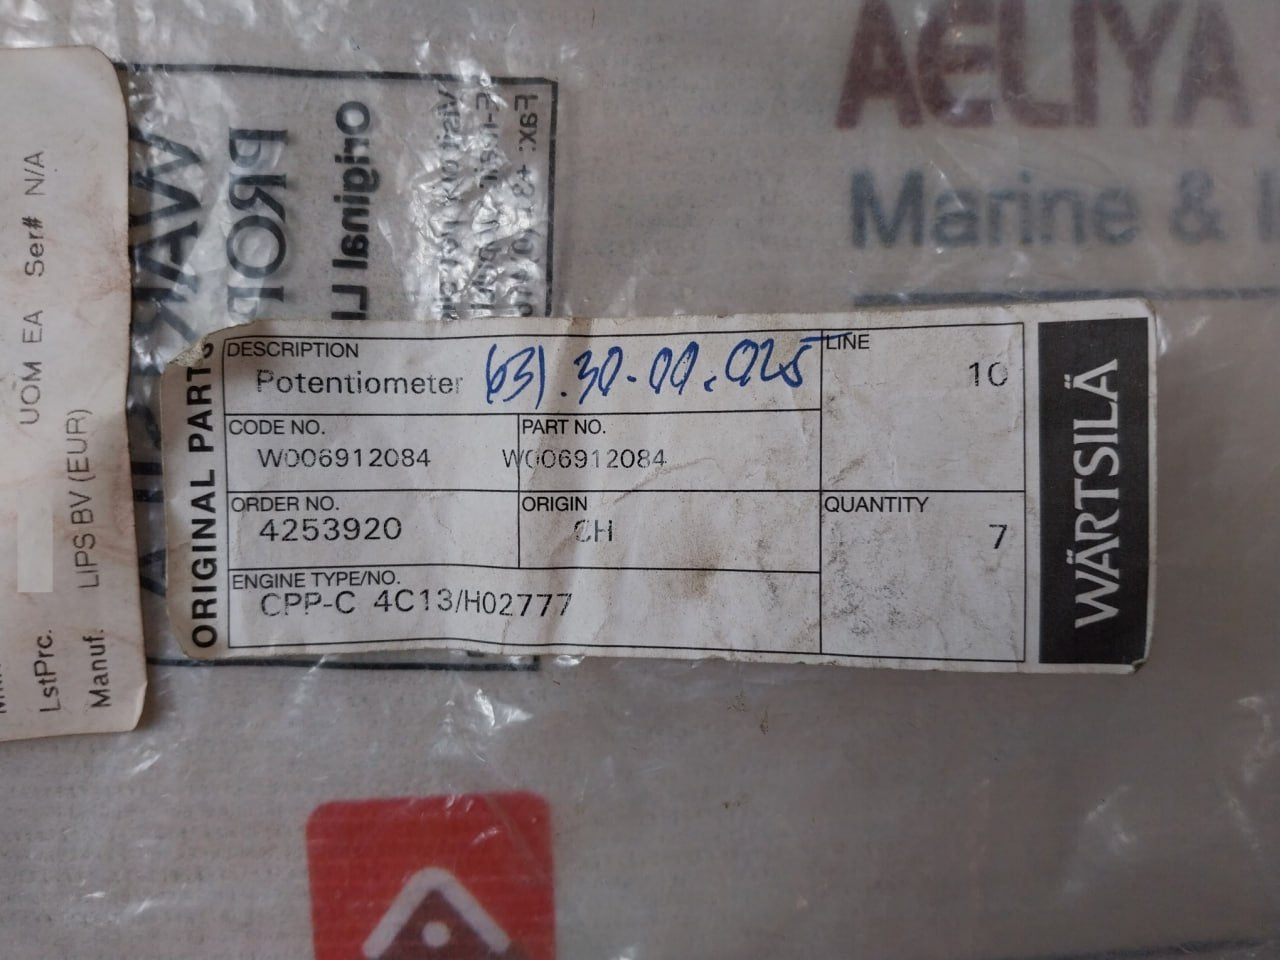 AELIYA
Marine &
UOM EA Ser# N/A
LstPrc.
Manuf. LIPS BV (EUR)
Original
Fax:
ORIGINAL PARTS
DESCRIPTION
Potentiometer (63).30.00.025
LINE
10
CODE NO.
W006912084
PART NO.
W006912084
ORDER NO.
4253920
ORIGIN
CH
QUANTITY
7
ENGINE TYPE/NO.
CPP-C 4C13/H02777
WÄRTSILÄ